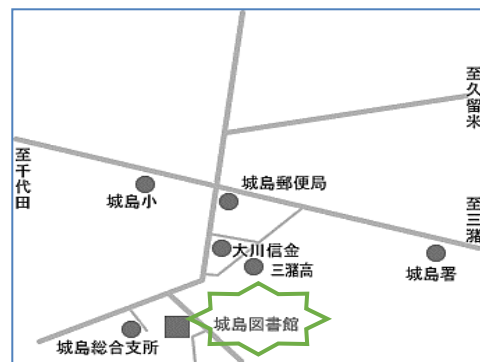 至久留米
至千代田
城島郵便局
城島小
至三潴
大川信金
三潴高
城島署
城島図書館
城島総合支所